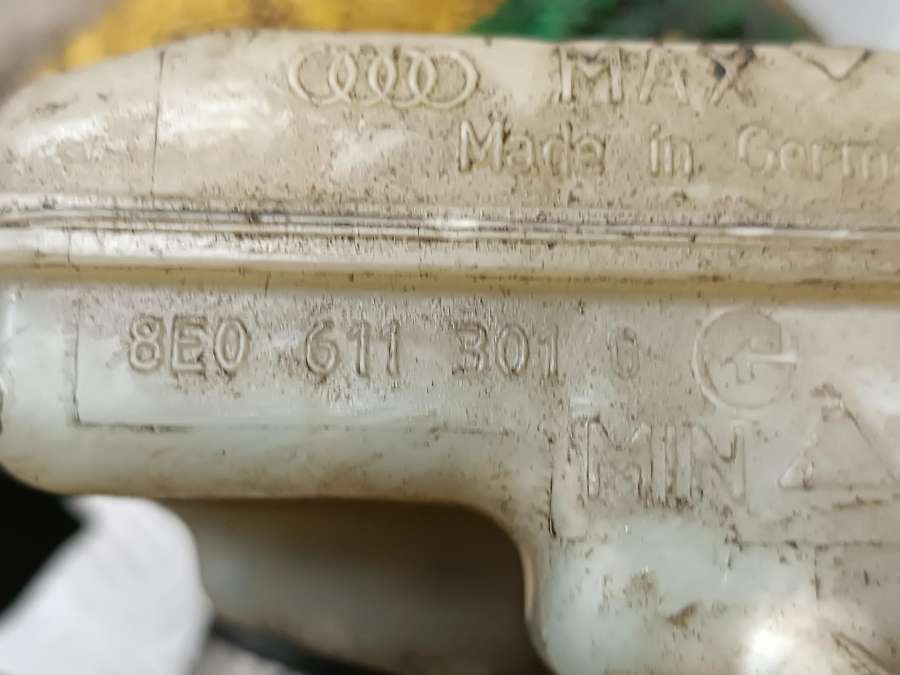 MAX
Made in
8E0 611 301
MIN